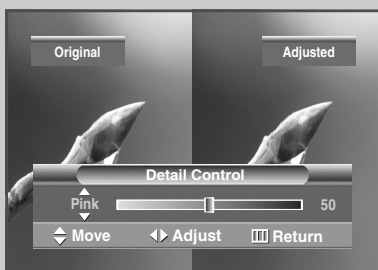 Original Adjusted
Detail Control
Pink 50
Move Adjust Return